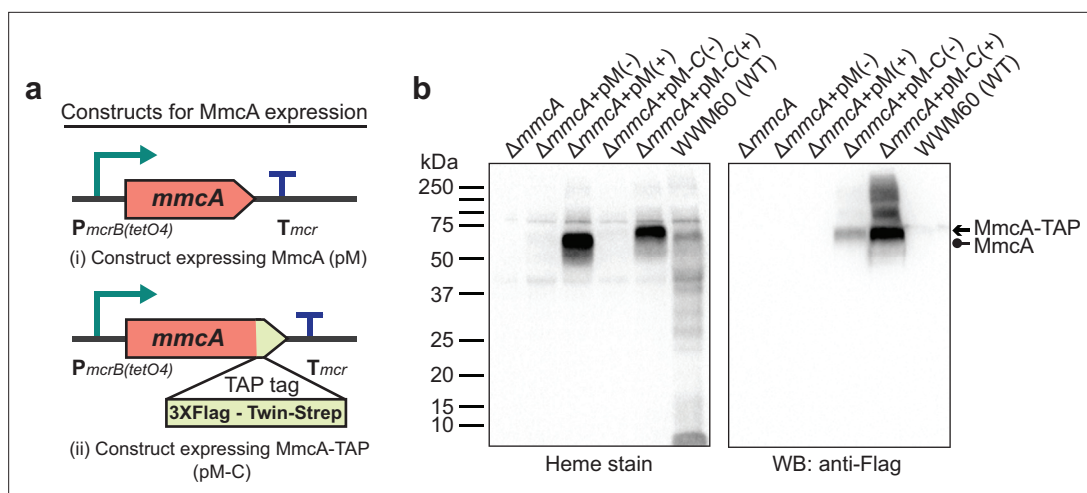 a
Constructs for MmcA expression
mmcA
PmcrB(tetO4)
Tmcr
(i) Construct expressing MmcA (pM)
mmcA
PmcrB(tetO4)
Tmcr
TAP tag
3XFlag - Twin-Strep
(ii) Construct expressing MmcA-TAP
(pM-C)
b
ΔmmcA
ΔmmcA+pM(-)
ΔmmcA+pM(+)
ΔmmcA+pM-C(-)
ΔmmcA+pM-C(+)
WWM60 (WT)
kDa
250
75
50
37
25
20
15
10
Heme stain
ΔmmcA
ΔmmcA+pM(-)
ΔmmcA+pM(+)
ΔmmcA+pM-C(-)
ΔmmcA+pM-C(+)
WWM60 (WT)
MmcA-TAP
MmcA
WB: anti-Flag